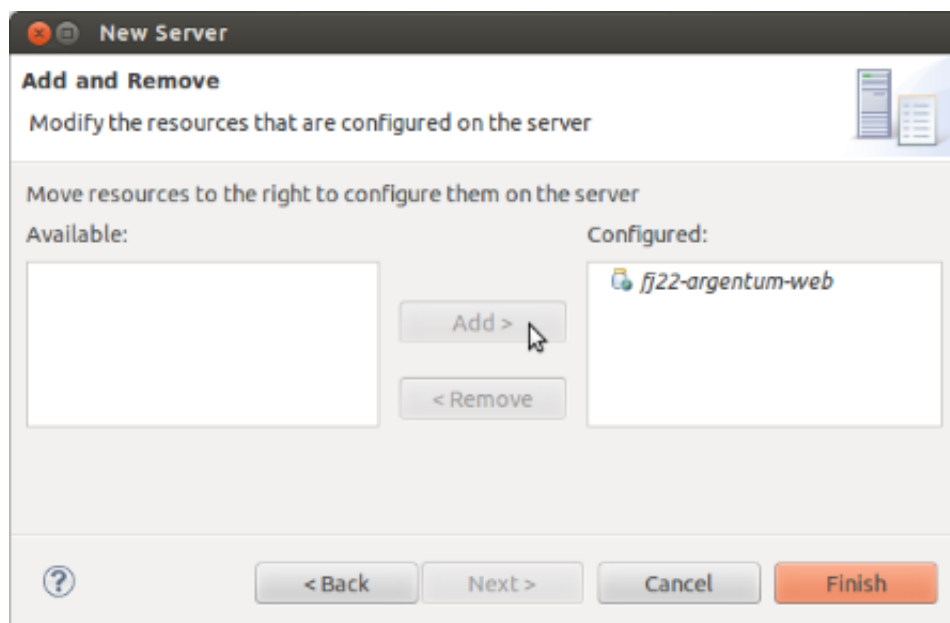 New Server
Add and Remove
Modify the resources that are configured on the server
Move resources to the right to configure them on the server
Available:
Configured:
fj22-argentum-web
Add >
< Remove
?
< Back
Next >
Cancel
Finish